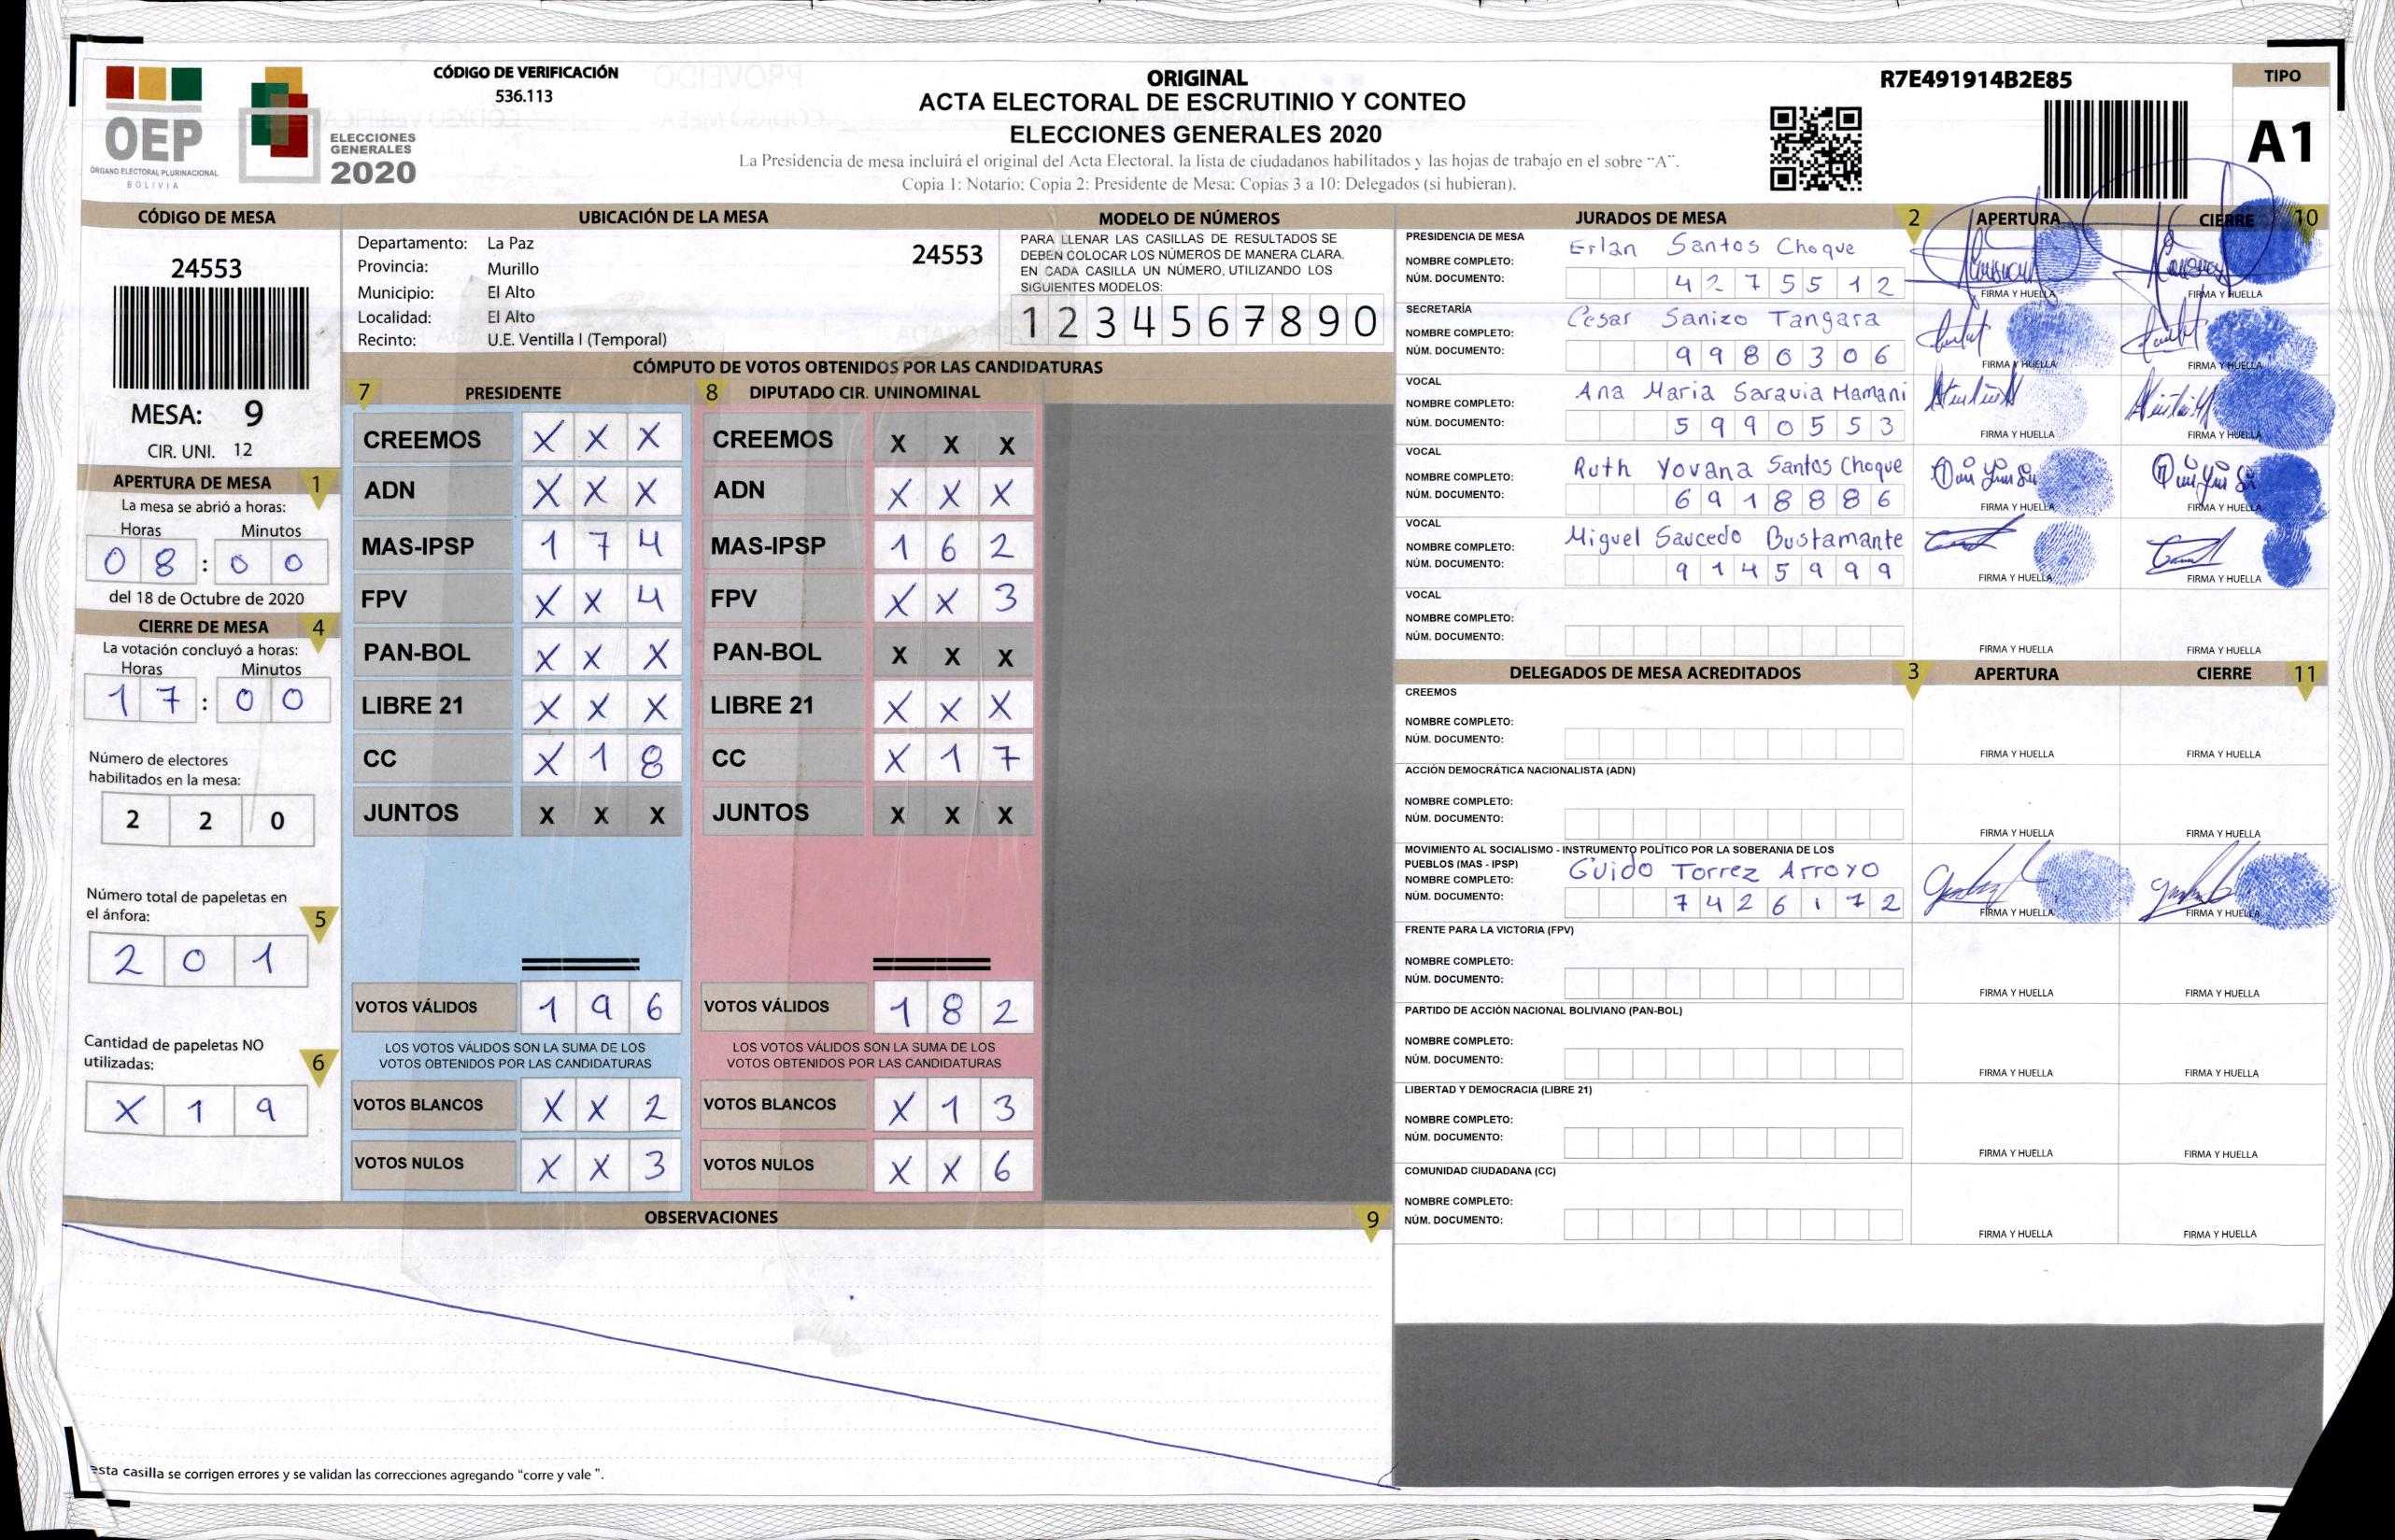 CÓDIGO DE VERIFICACIÓN
536.113
OEP
ÓRGANO ELECTORAL PLURINACIONAL
BOLIVIA
ELECCIONES
GENERALES
2020
ORIGINAL
ACTA ELECTORAL DE ESCRUTINIO Y CONTEO
ELECCIONES GENERALES 2020
La Presidencia de mesa incluirá el original del Acta Electoral, la lista de ciudadanos habilitados y las hojas de trabajo en el sobre "A".
Copia 1: Notario; Copia 2: Presidente de Mesa; Copias 3 a 10: Delegados (si hubieran).
R7E491914B2E85
TIPO
A1
CÓDIGO DE MESA
24553
MESA: 9
CIR. UNI. 12
APERTURA DE MESA 1
La mesa se abrió a horas:
Horas Minutos
0 8 : 0 0
del 18 de Octubre de 2020
CIERRE DE MESA 4
La votación concluyó a horas:
Horas Minutos
1 7 : 0 0
Número de electores
habilitados en la mesa:
2 2 0
Número total de papeletas en
el ánfora: 5
2 0 1
Cantidad de papeletas NO
utilizadas: 6
X 1 9
UBICACIÓN DE LA MESA
Departamento: La Paz 24553
Provincia: Murillo
Municipio: El Alto
Localidad: El Alto
Recinto: U.E. Ventilla I (Temporal)
MODELO DE NÚMEROS
PARA LLENAR LAS CASILLAS DE RESULTADOS SE
DEBEN COLOCAR LOS NÚMEROS DE MANERA CLARA.
EN CADA CASILLA UN NÚMERO, UTILIZANDO LOS
SIGUIENTES MODELOS:
1 2 3 4 5 6 7 8 9 0
CÓMPUTO DE VOTOS OBTENIDOS POR LAS CANDIDATURAS
7 PRESIDENTE 8 DIPUTADO CIR. UNINOMINAL
CREEMOS X X X CREEMOS X X X
ADN X X X ADN X X X
MAS-IPSP 1 7 4 MAS-IPSP 1 6 2
FPV X X 4 FPV X X 3
PAN-BOL X X X PAN-BOL X X X
LIBRE 21 X X X LIBRE 21 X X X
CC X 1 8 CC X 1 7
JUNTOS X X X JUNTOS X X X
VOTOS VÁLIDOS 1 9 6 VOTOS VÁLIDOS 1 8 2
LOS VOTOS VÁLIDOS SON LA SUMA DE LOS LOS VOTOS VÁLIDOS SON LA SUMA DE LOS
VOTOS OBTENIDOS POR LAS CANDIDATURAS VOTOS OBTENIDOS POR LAS CANDIDATURAS
VOTOS BLANCOS X X 2 VOTOS BLANCOS X 1 3
VOTOS NULOS X X 3 VOTOS NULOS X X 6
OBSERVACIONES 9
esta casilla se corrigen errores y se validan las correcciones agregando "corre y vale ".
JURADOS DE MESA 2 APERTURA CIERRE 10
PRESIDENCIA DE MESA
NOMBRE COMPLETO: Erlan Santos Choque
NÚM. DOCUMENTO: 4 2 7 5 5 1 2
FIRMA Y HUELLA FIRMA Y HUELLA
SECRETARÍA
NOMBRE COMPLETO: Cesar Sanizo Tangara
NÚM. DOCUMENTO: 9 9 8 0 3 0 6
FIRMA Y HUELLA FIRMA Y HUELLA
VOCAL
NOMBRE COMPLETO: Ana Maria Saravia Mamani
NÚM. DOCUMENTO: 5 9 9 0 5 5 3
FIRMA Y HUELLA FIRMA Y HUELLA
VOCAL
NOMBRE COMPLETO: Ruth Yovana Santos Choque
NÚM. DOCUMENTO: 6 9 1 8 8 8 6
FIRMA Y HUELLA FIRMA Y HUELLA
VOCAL
NOMBRE COMPLETO: Miguel Saucedo Bustamante
NÚM. DOCUMENTO: 9 1 4 5 9 9 9
FIRMA Y HUELLA FIRMA Y HUELLA
VOCAL
NOMBRE COMPLETO:
NÚM. DOCUMENTO:
FIRMA Y HUELLA FIRMA Y HUELLA
DELEGADOS DE MESA ACREDITADOS 3 APERTURA CIERRE 11
CREEMOS
NOMBRE COMPLETO:
NÚM. DOCUMENTO:
FIRMA Y HUELLA FIRMA Y HUELLA
ACCIÓN DEMOCRÁTICA NACIONALISTA (ADN)
NOMBRE COMPLETO:
NÚM. DOCUMENTO:
FIRMA Y HUELLA FIRMA Y HUELLA
MOVIMIENTO AL SOCIALISMO - INSTRUMENTO POLÍTICO POR LA SOBERANIA DE LOS
PUEBLOS (MAS - IPSP)
NOMBRE COMPLETO: Guido Torrez Arroyo
NÚM. DOCUMENTO: 7 4 2 6 1 7 2
FIRMA Y HUELLA FIRMA Y HUELLA
FRENTE PARA LA VICTORIA (FPV)
NOMBRE COMPLETO:
NÚM. DOCUMENTO:
FIRMA Y HUELLA FIRMA Y HUELLA
PARTIDO DE ACCIÓN NACIONAL BOLIVIANO (PAN-BOL)
NOMBRE COMPLETO:
NÚM. DOCUMENTO:
FIRMA Y HUELLA FIRMA Y HUELLA
LIBERTAD Y DEMOCRACIA (LIBRE 21)
NOMBRE COMPLETO:
NÚM. DOCUMENTO:
FIRMA Y HUELLA FIRMA Y HUELLA
COMUNIDAD CIUDADANA (CC)
NOMBRE COMPLETO:
NÚM. DOCUMENTO:
FIRMA Y HUELLA FIRMA Y HUELLA